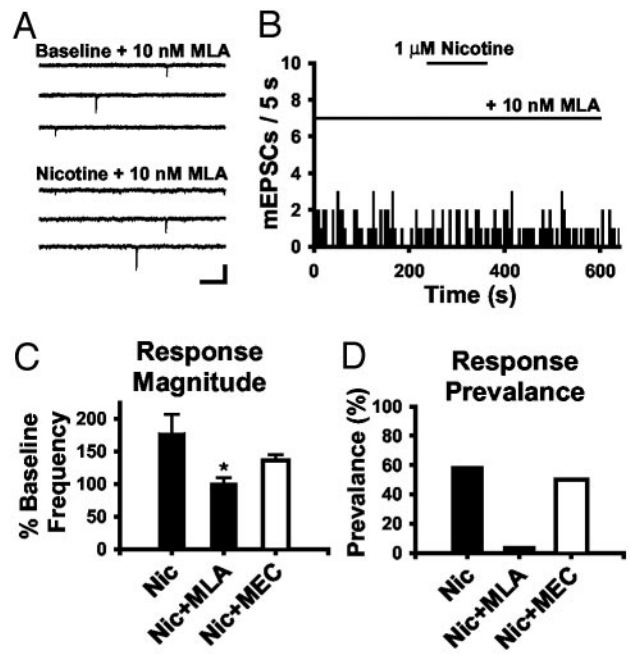 A
Baseline + 10 nM MLA
Nicotine + 10 nM MLA
B
1 μM Nicotine
+ 10 nM MLA
mEPSCs / 5 s
10
8
6
4
2
0
0 200 400 600
Time (s)
C
Response
Magnitude
% Baseline
Frequency
200
150
100
50
0
*
Nic
Nic+MLA
Nic+MEC
D
Response
Prevalance
Prevalance (%)
100
80
60
40
20
0
Nic
Nic+MLA
Nic+MEC